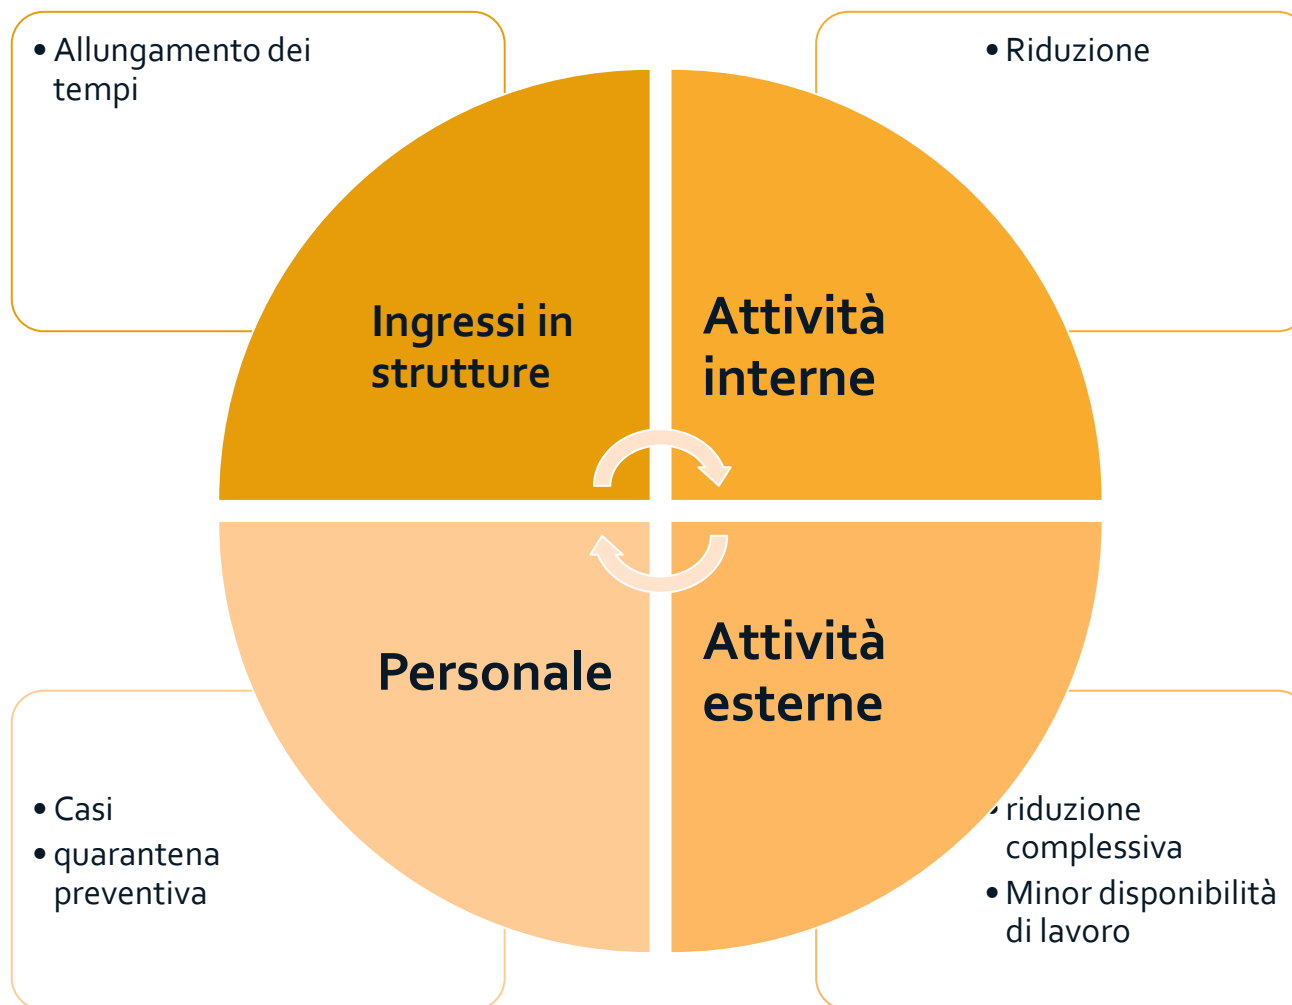 • Allungamento dei
tempi
• Riduzione
Ingressi in
strutture
Attività
interne
Personale
Attività
esterne
• Casi
• quarantena
preventiva
• riduzione
complessiva
• Minor disponibilità
di lavoro